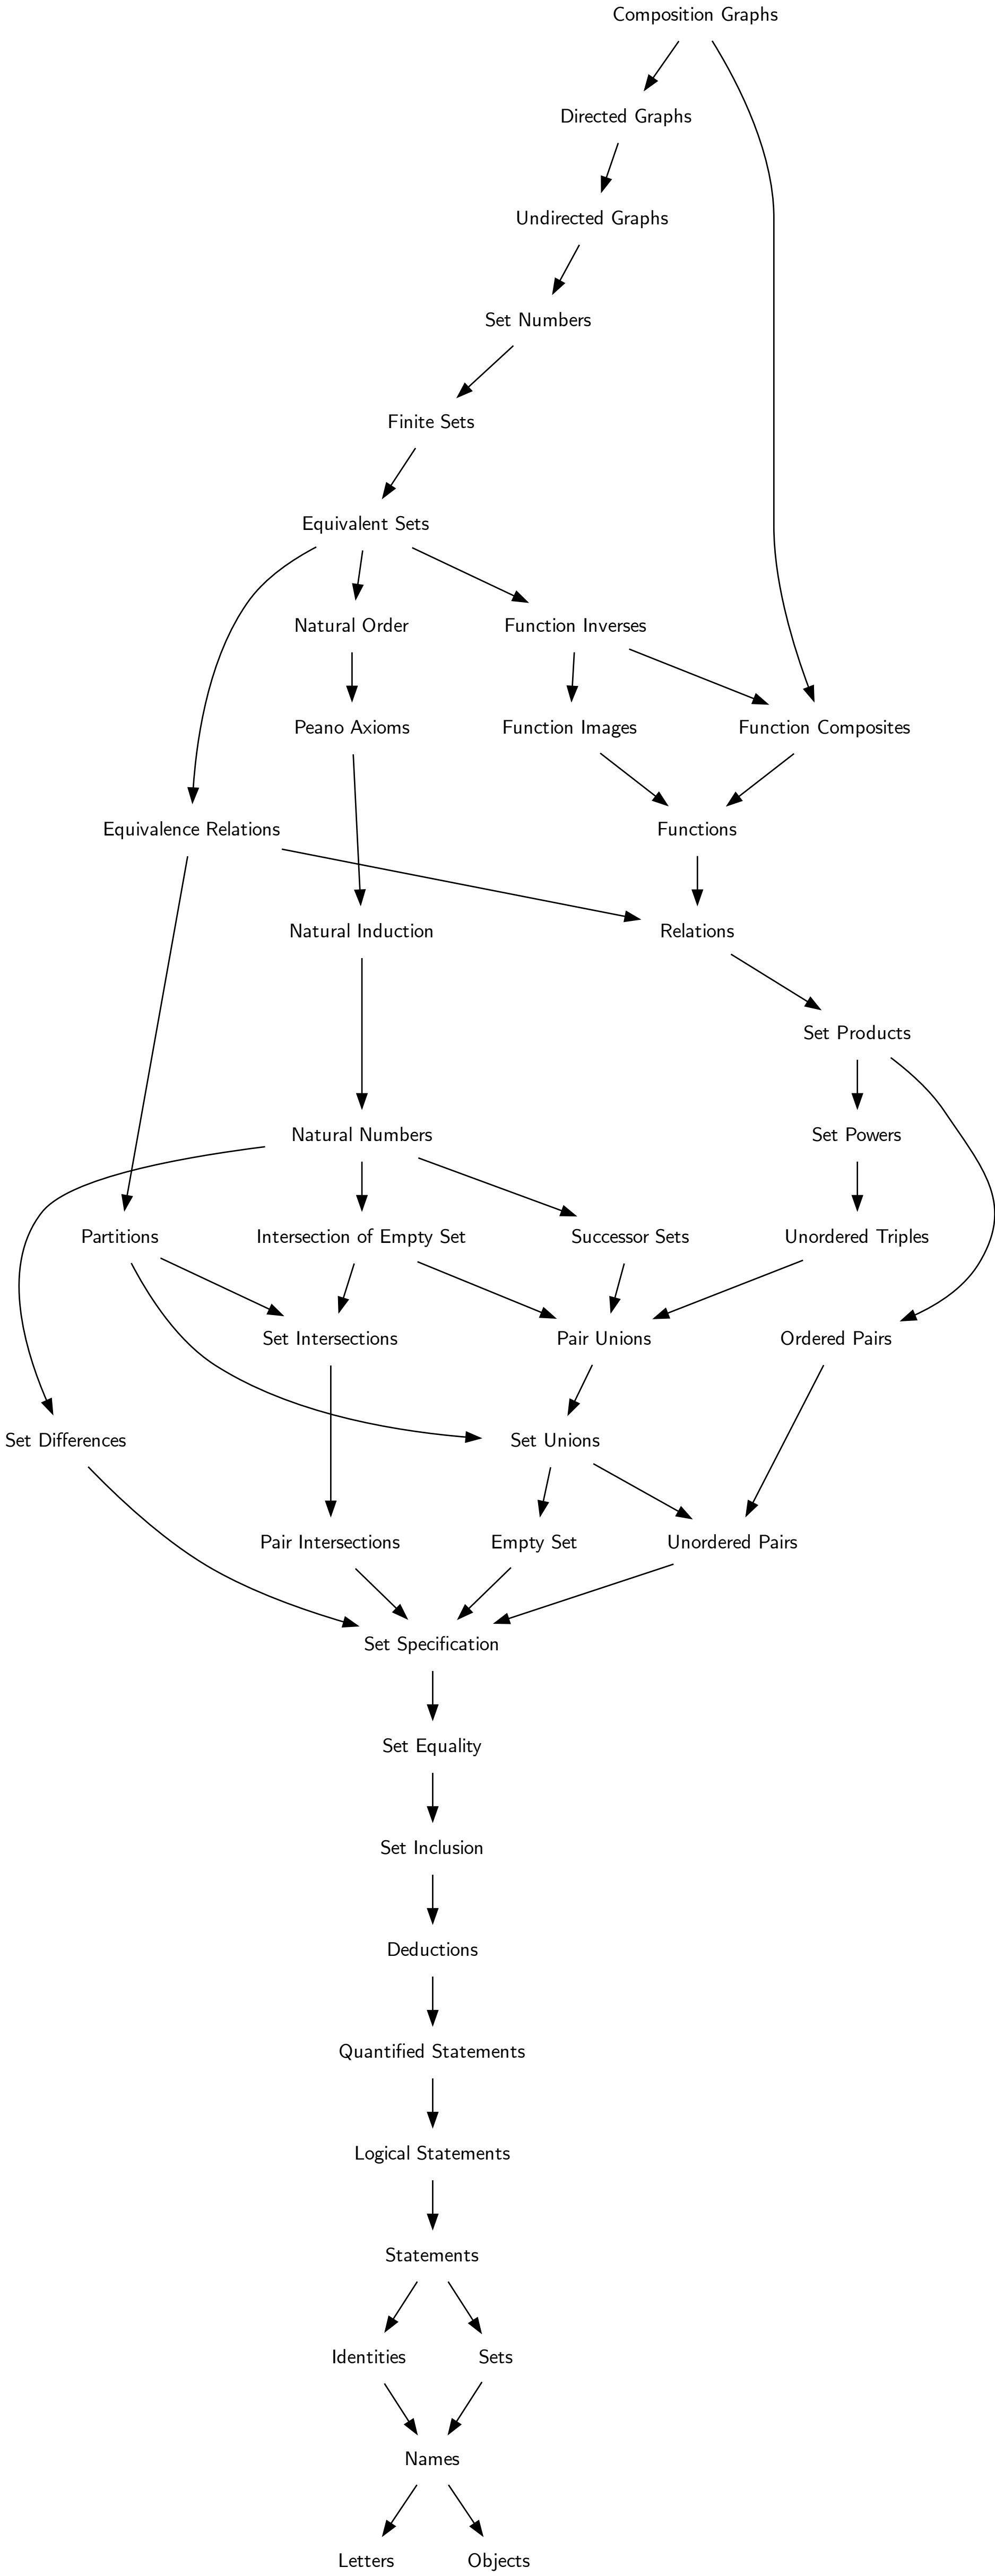 Composition Graphs
Directed Graphs
Undirected Graphs
Set Numbers
Finite Sets
Equivalent Sets
Natural Order
Function Inverses
Peano Axioms
Function Images
Function Composites
Equivalence Relations
Functions
Natural Induction
Relations
Set Products
Natural Numbers
Set Powers
Partitions
Intersection of Empty Set
Successor Sets
Unordered Triples
Set Intersections
Pair Unions
Ordered Pairs
Set Differences
Set Unions
Pair Intersections
Empty Set
Unordered Pairs
Set Specification
Set Equality
Set Inclusion
Deductions
Quantified Statements
Logical Statements
Statements
Identities
Sets
Names
Letters
Objects